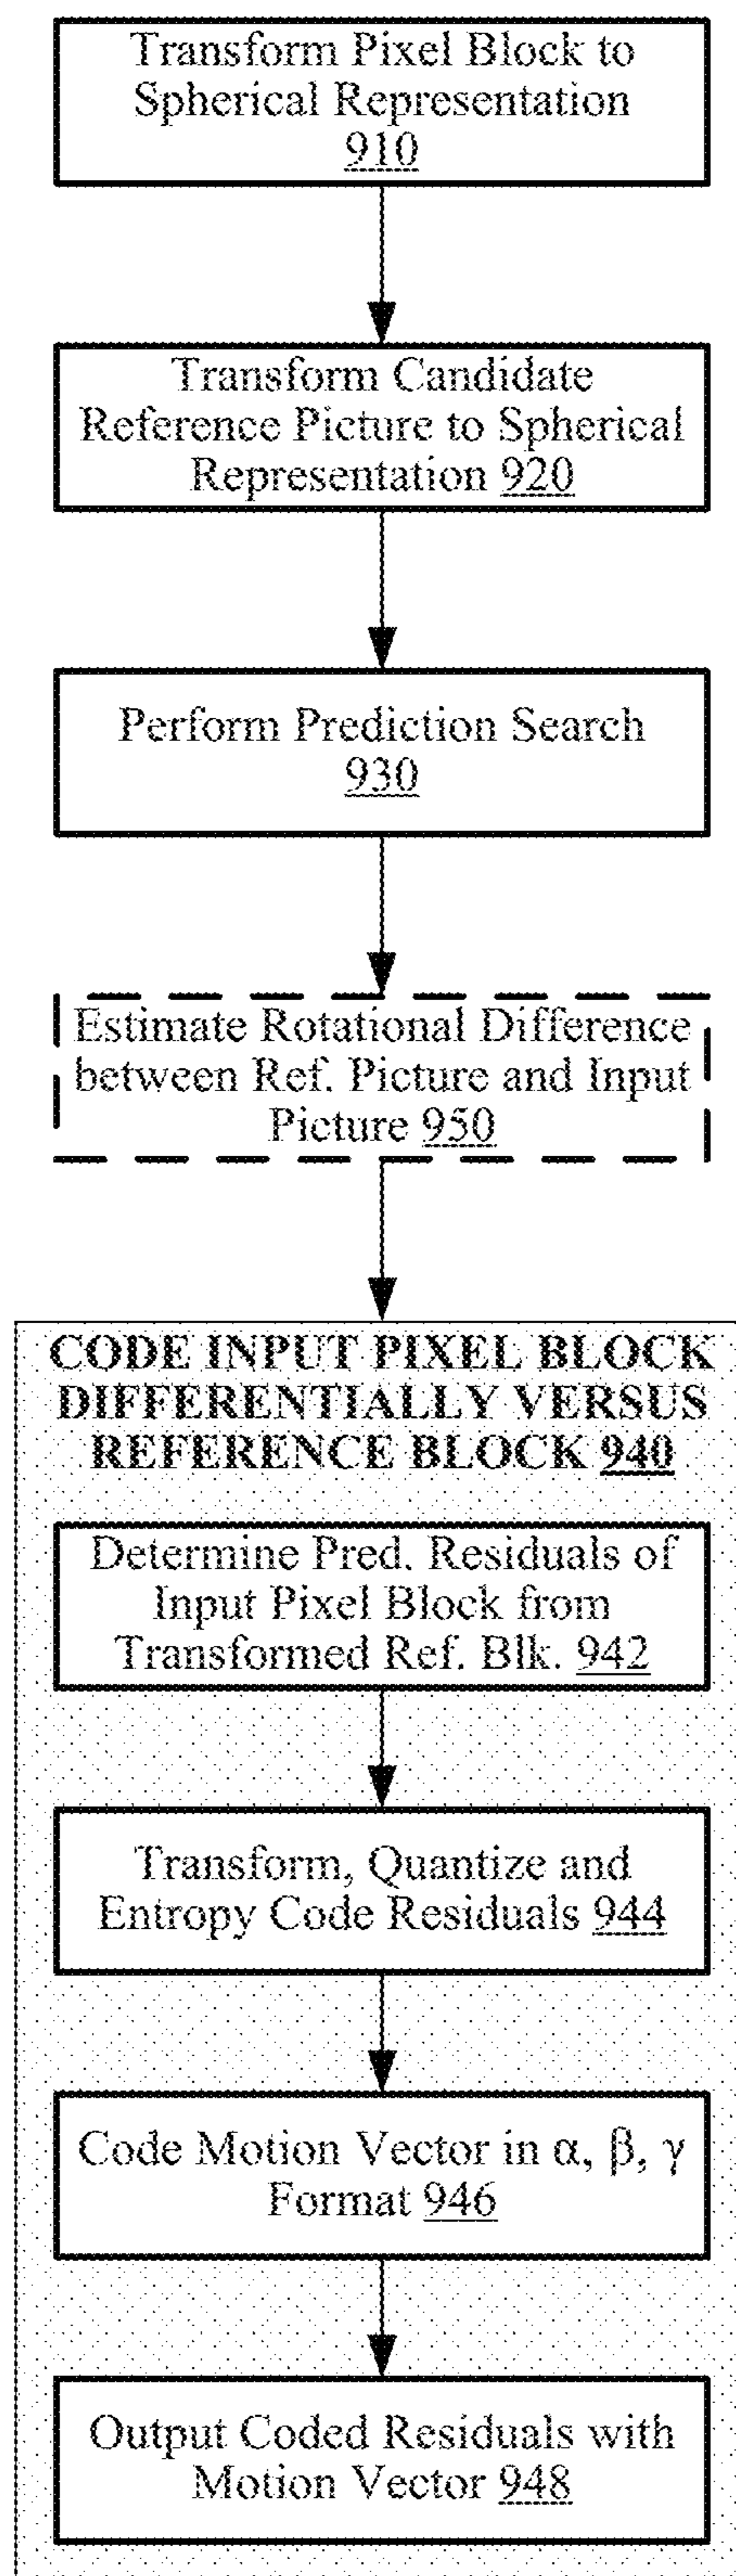 Transform Pixel Block to
Spherical Representation
910
Transform Candidate
Reference Picture to Spherical
Representation 920
Perform Prediction Search
930
Estimate Rotational Difference
between Ref. Picture and Input
Picture 950
CODE INPUT PIXEL BLOCK
DIFFERENTIALLY VERSUS
REFERENCE BLOCK 940
Determine Pred. Residuals of
Input Pixel Block from
Transformed Ref. Blk. 942
Transform, Quantize and
Entropy Code Residuals 944
Code Motion Vector in α, β, γ
Format 946
Output Coded Residuals with
Motion Vector 948